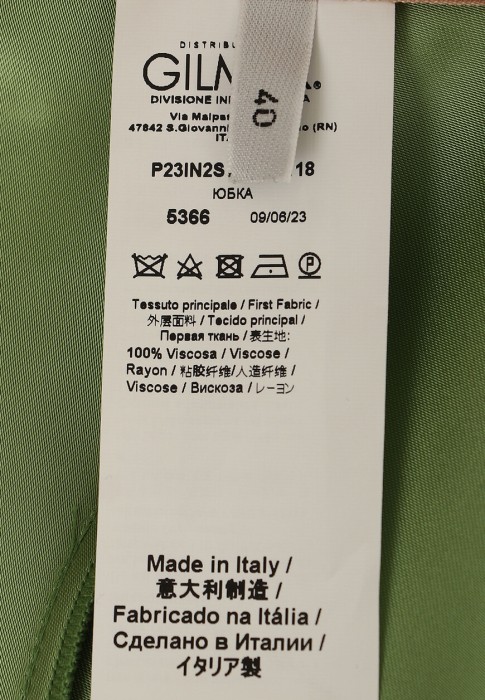 DISTRIBU
GILM A®
DIVISIONE IN A
Via Malpas
47842 S.Giovanni o (RN)
IT.
40
P23IN2S 18
ЮБКА
5366 09/06/23
P
Tessuto principale / First Fabric /
外层面料 / Tecido principal /
Первая ткань / 表生地:
100% Viscosa / Viscose /
Rayon / 粘胶纤维/人造纤维 /
Viscose / Вискоза / レーヨン
Made in Italy /
意大利制造 /
Fabricado na Itália /
Сделано в Италии /
イタリア製